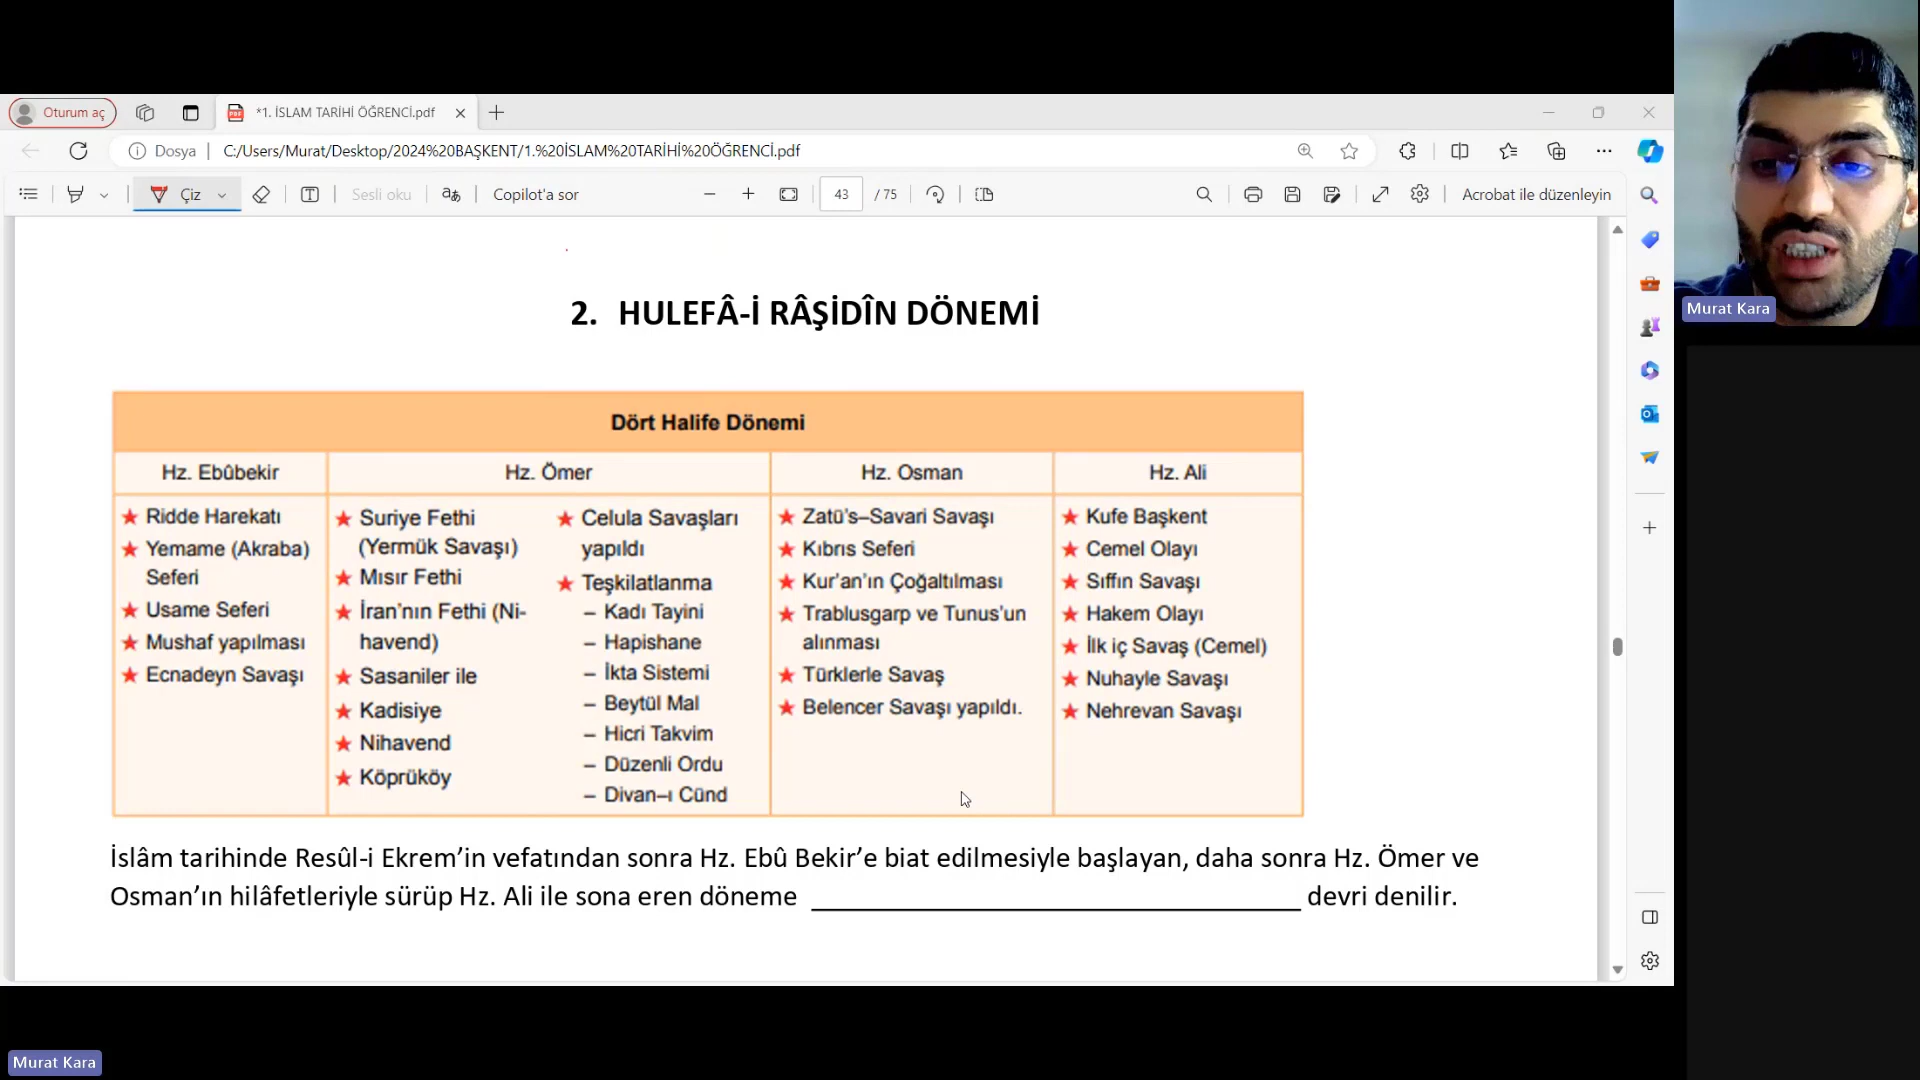 Oturum aç
*1. İSLAM TARİHİ ÖĞRENCİ.pdf
Dosya
C:/Users/Murat/Desktop/2024%20BAŞKENT/1.%20İSLAM%20TARİHİ%20ÖĞRENCİ.pdf
Çiz
Sesli oku
aあ
Copilot'a sor
43
/ 75
Acrobat ile düzenleyin
Murat Kara
2. HULEFÂ-İ RÂŞİDÎN DÖNEMİ
Dört Halife Dönemi
Hz. Ebûbekir
Ridde Harekatı
Yemame (Akraba)
Seferi
Usame Seferi
Mushaf yapılması
Ecnadeyn Savaşı
Hz. Ömer
Suriye Fethi
(Yermük Savaşı)
Mısır Fethi
İran’nın Fethi (Ni-
havend)
Sasaniler ile
Kadisiye
Nihavend
Köprüköy
Celula Savaşları
yapıldı
Teşkilatlanma
– Kadı Tayini
– Hapishane
– İkta Sistemi
– Beytül Mal
– Hicri Takvim
– Düzenli Ordu
– Divan–ı Cünd
Hz. Osman
Zatü’s–Savari Savaşı
Kıbrıs Seferi
Kur’an’ın Çoğaltılması
Trablusgarp ve Tunus’un
alınması
Türklerle Savaş
Belencer Savaşı yapıldı.
Hz. Ali
Kufe Başkent
Cemel Olayı
Sıffın Savaşı
Hakem Olayı
İlk iç Savaş (Cemel)
Nuhayle Savaşı
Nehrevan Savaşı
İslâm tarihinde Resûl-i Ekrem’in vefatından sonra Hz. Ebû Bekir’e biat edilmesiyle başlayan, daha sonra Hz. Ömer ve
Osman’ın hilâfetleriyle sürüp Hz. Ali ile sona eren döneme ________________________________ devri denilir.
Murat Kara